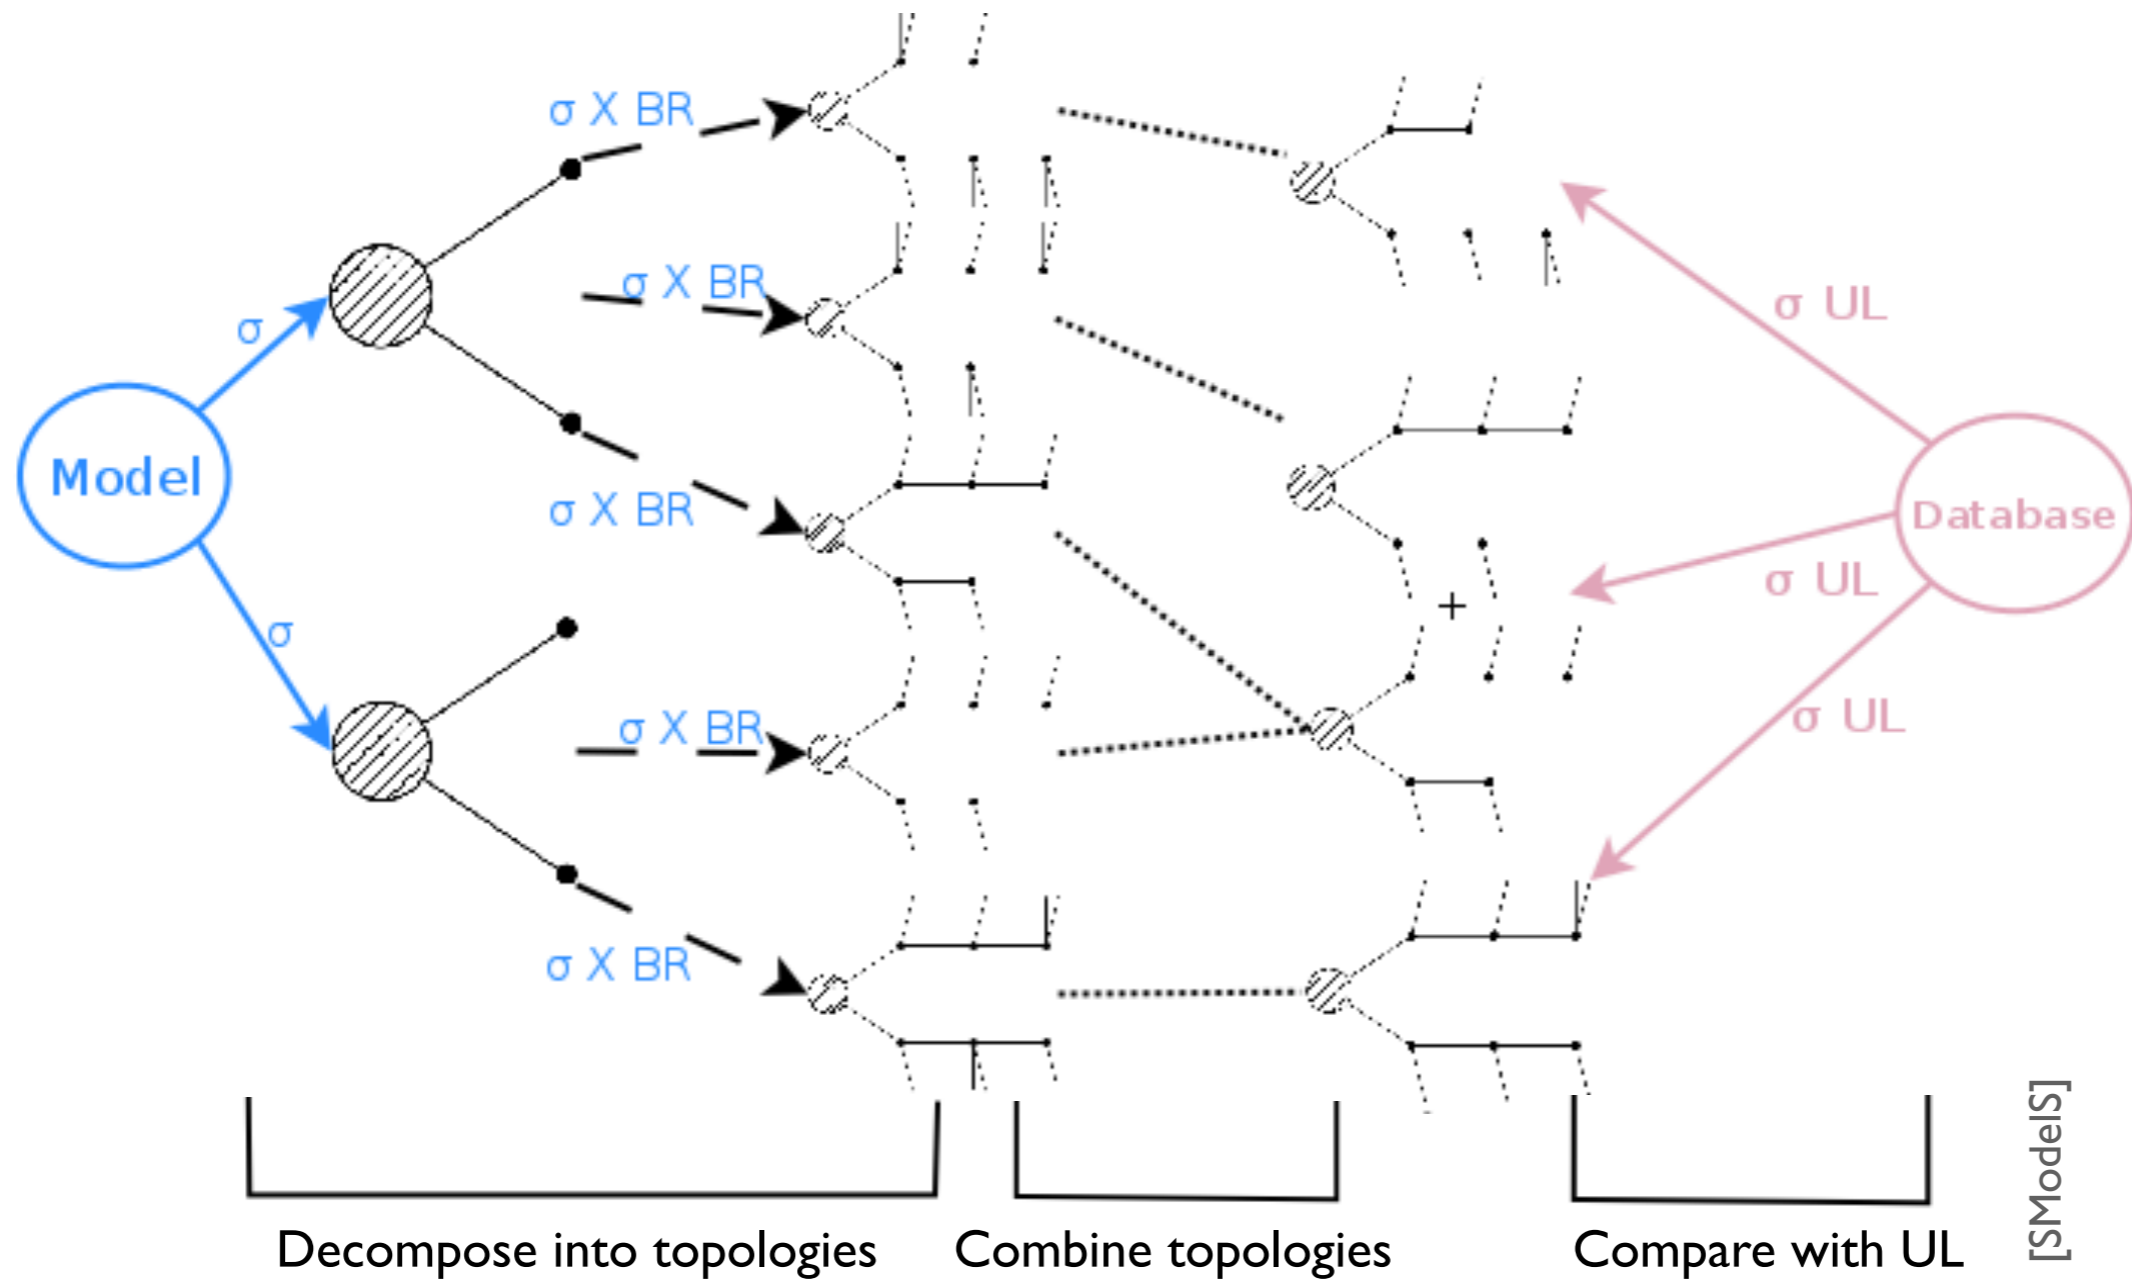 σ X BR
σ X BR
σ
σ UL
Model
σ X BR
Database
σ UL
+
σ
σ X BR
σ UL
σ X BR
[SModelS]
Decompose into topologies
Combine topologies
Compare with UL